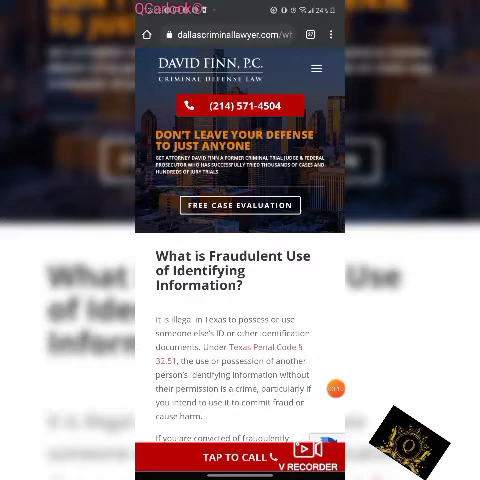 QCarlook@
24%
dallascriminallawyer.com/wh
DAVID FINN, P.C.
CRIMINAL DEFENSE LAW
(214) 571-4504
DON'T LEAVE YOUR DEFENSE
TO JUST ANYONE
GET ATTORNEY DAVID FINN A FORMER CRIMINAL TRIAL JUDGE & FEDERAL
PROSECUTOR WHO HAS SUCCESSFULLY TRIED THOUSANDS OF CASES AND
HUNDREDS OF JURY TRIALS
FREE CASE EVALUATION
What is Fraudulent Use
of Identifying
Information?
It is illegal in Texas to possess or use
someone else's ID or other identification
documents. Under Texas Penal Code §
32.51, the use or possession of another
person's identifying information without
their permission is a crime, particularly if
you intend to use it to commit fraud or
cause harm.
If you are convicted of fraudulently
TAP TO CALL
V RECORDER